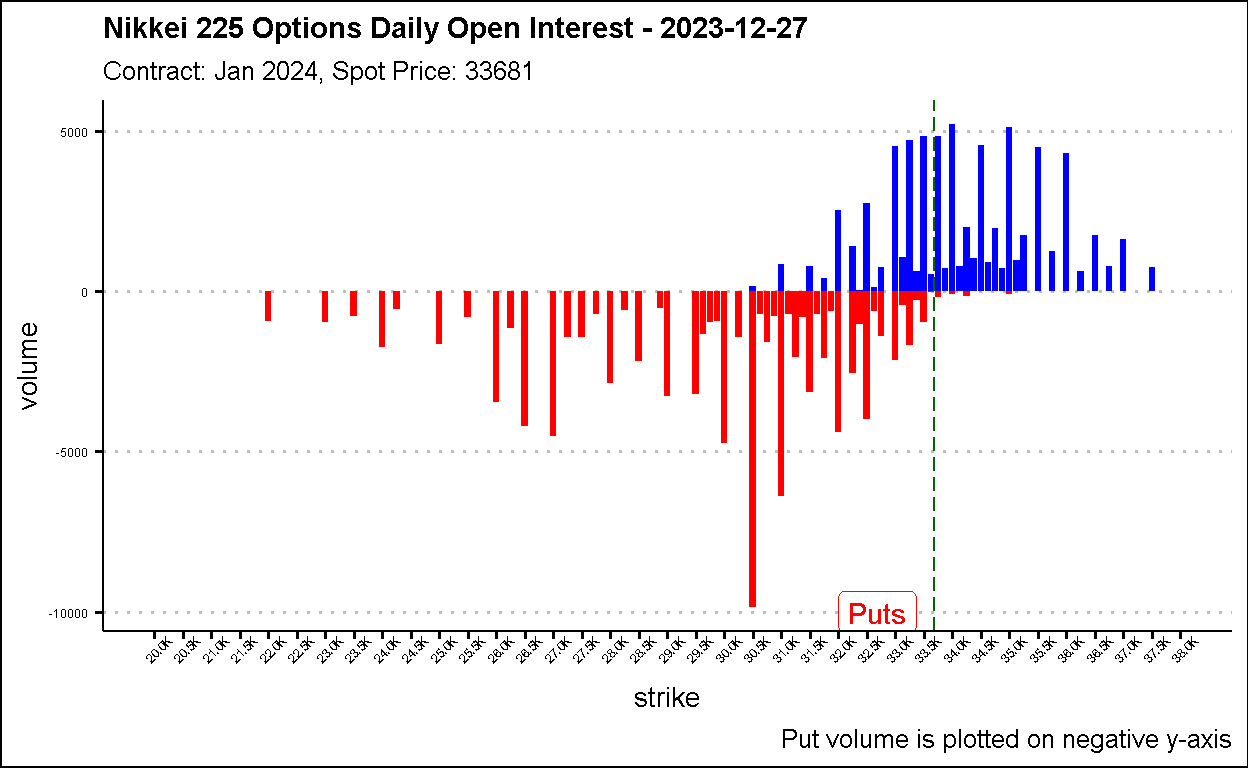 Nikkei 225 Options Daily Open Interest - 2023-12-27
Contract: Jan 2024, Spot Price: 33681
5000
0
-5000
-10000
volume
Puts
20.0K 20.5K 21.0K 21.5K 22.0K 22.5K 23.0K 23.5K 24.0K 24.5K 25.0K 25.5K 26.0K 26.5K 27.0K 27.5K 28.0K 28.5K 29.0K 29.5K 30.0K 30.5K 31.0K 31.5K 32.0K 32.5K 33.0K 33.5K 34.0K 34.5K 35.0K 35.5K 36.0K 36.5K 37.0K 37.5K 38.0K
strike
Put volume is plotted on negative y-axis